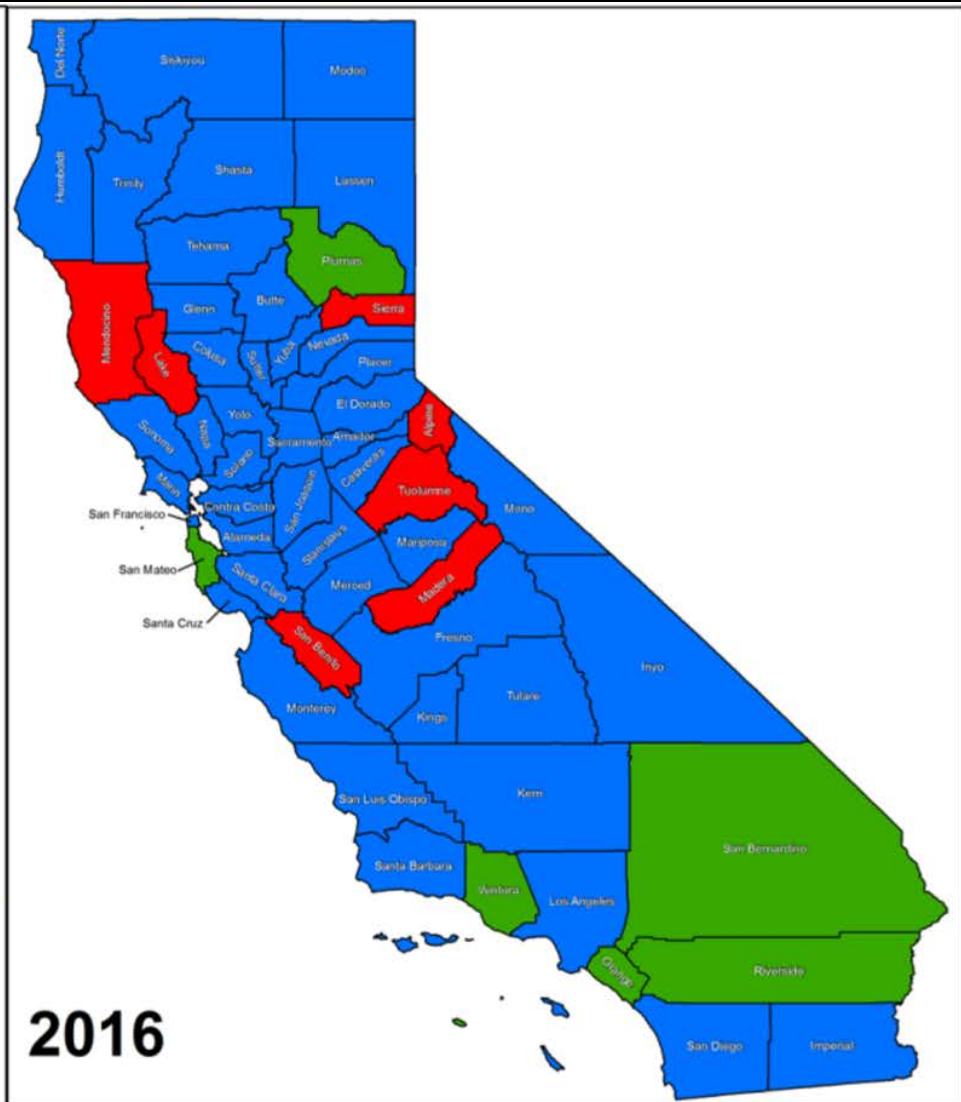 Del Norte
Siskiyou
Modoc
Humboldt
Trinity
Shasta
Lassen
Tehama
Plumas
Mendocino
Glenn
Butte
Sierra
Lake
Colusa
Sutter
Yuba
Nevada
Placer
Sonoma
Napa
Yolo
El Dorado
Alpine
Solano
Sacramento
Amador
Calaveras
Marin
Tuolumne
San Francisco
Contra Costa
San Joaquin
Mono
Alameda
Stanislaus
Mariposa
San Mateo
Santa Clara
Merced
Madera
Santa Cruz
San Benito
Fresno
Inyo
Monterey
Kings
Tulare
San Luis Obispo
Kern
Santa Barbara
Ventura
Los Angeles
San Bernardino
Orange
Riverside
2016
San Diego
Imperial